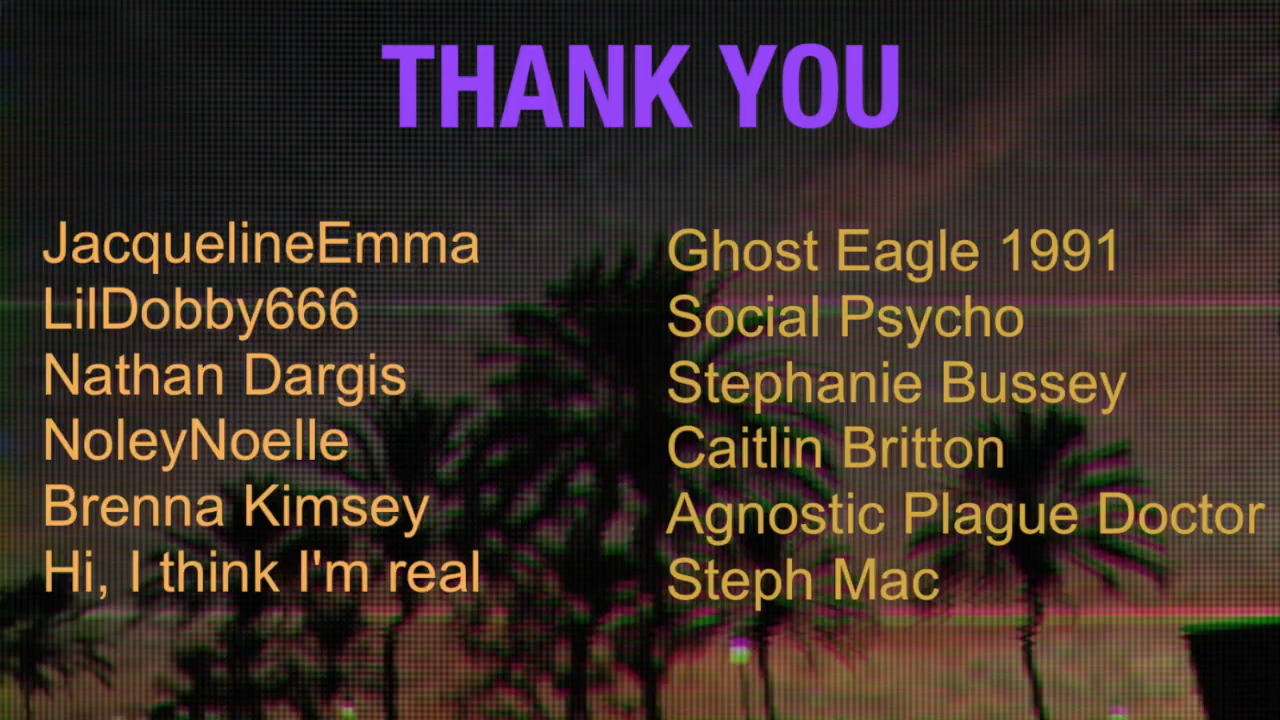 THANK YOU
JacquelineEmma
LilDobby666
Nathan Dargis
NoleyNoelle
Brenna Kimsey
Hi, I think I'm real
Ghost Eagle 1991
Social Psycho
Stephanie Bussey
Caitlin Britton
Agnostic Plague Doctor
Steph Mac